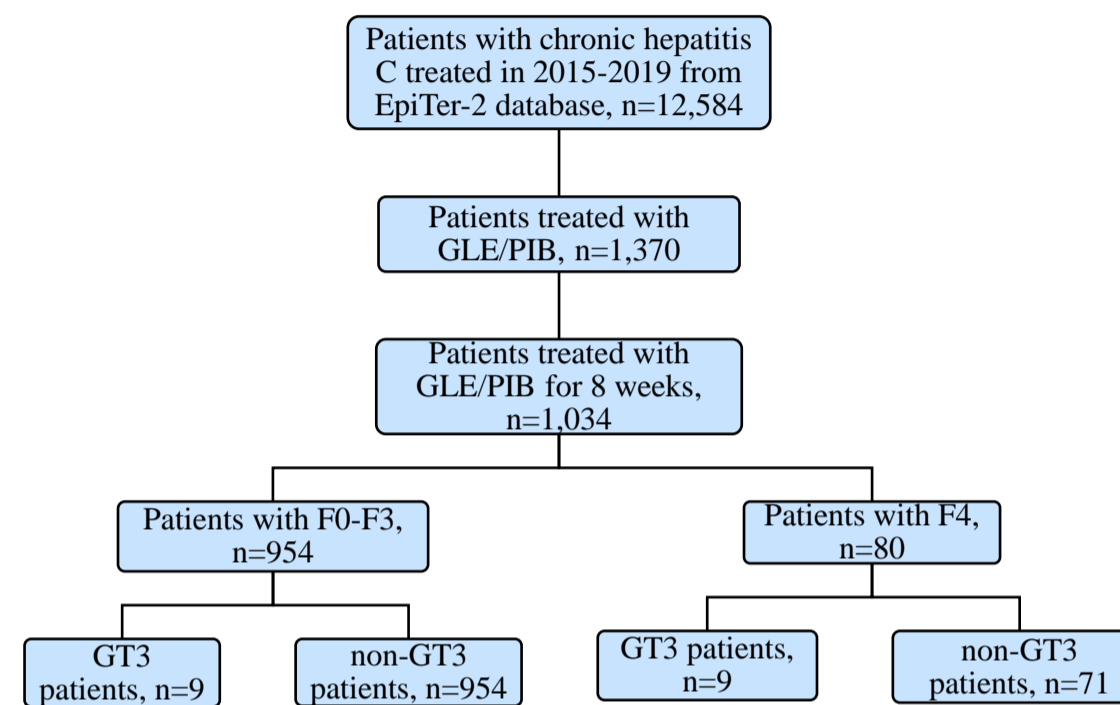 Patients with chronic hepatitis
C treated in 2015-2019 from
EpiTer-2 database, n=12,584
Patients treated with
GLE/PIB, n=1,370
Patients treated with
GLE/PIB for 8 weeks,
n=1,034
Patients with F0-F3,
n=954
Patients with F4,
n=80
GT3
patients, n=9
non-GT3
patients, n=954
GT3 patients,
n=9
non-GT3
patients, n=71